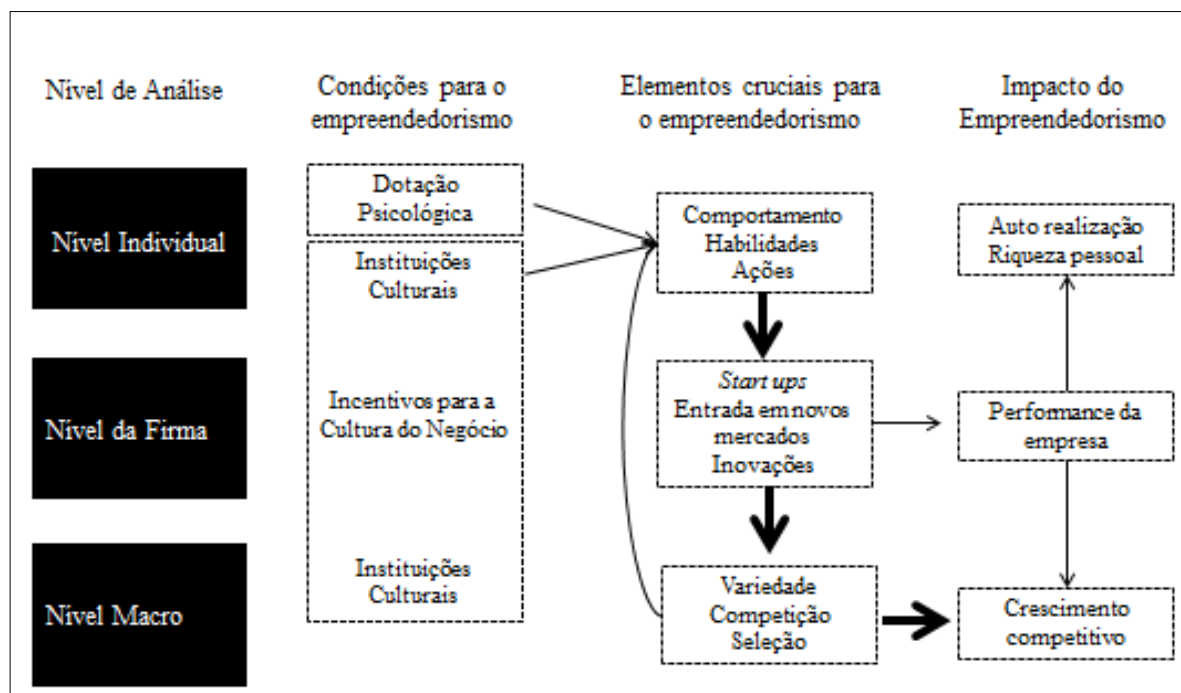 Nível de Análise
Condições para o
empreendedorismo
Elementos cruciais para
o empreendedorismo
Impacto do
Empreendedorismo
Nível Individual
Dotação
Psicológica
Instituições
Culturais
Comportamento
Habilidades
Ações
Auto realização
Riqueza pessoal
Nível da Firma
Incentivos para a
Cultura do Negócio
Start ups
Entrada em novos
mercados
Inovações
Performance da
empresa
Nível Macro
Instituições
Culturais
Variedade
Competição
Seleção
Crescimento
competitivo